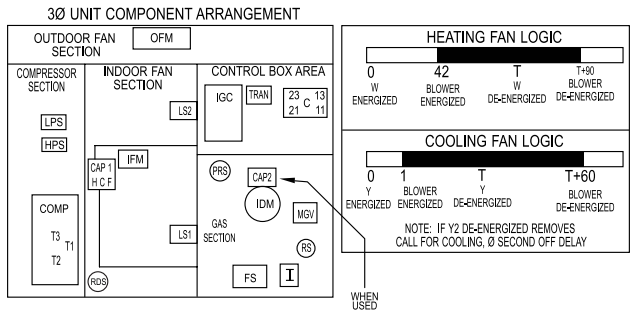 3Ø UNIT COMPONENT ARRANGEMENT
OUTDOOR FAN
SECTION
OFM
COMPRESSOR
SECTION
LPS
HPS
COMP
T3
T1
T2
INDOOR FAN
SECTION
LS2
IFM
CAP 1
H C F
LS1
RDS
CONTROL BOX AREA
IGC
TRAN
23 C 13
21 11
PRS
CAP2
IDM
GAS
SECTION
MGV
RS
FS
I
WHEN
USED
HEATING FAN LOGIC
0 42 T T+90
W
ENERGIZED
BLOWER
ENERGIZED
W
DE-ENERGIZED
BLOWER
DE-ENERGIZED
COOLING FAN LOGIC
0 1 T T+60
Y
ENERGIZED
BLOWER
ENERGIZED
Y
DE-ENERGIZED
BLOWER
DE-ENERGIZED
NOTE: IF Y2 DE-ENERGIZED REMOVES
CALL FOR COOLING, Ø SECOND OFF DELAY